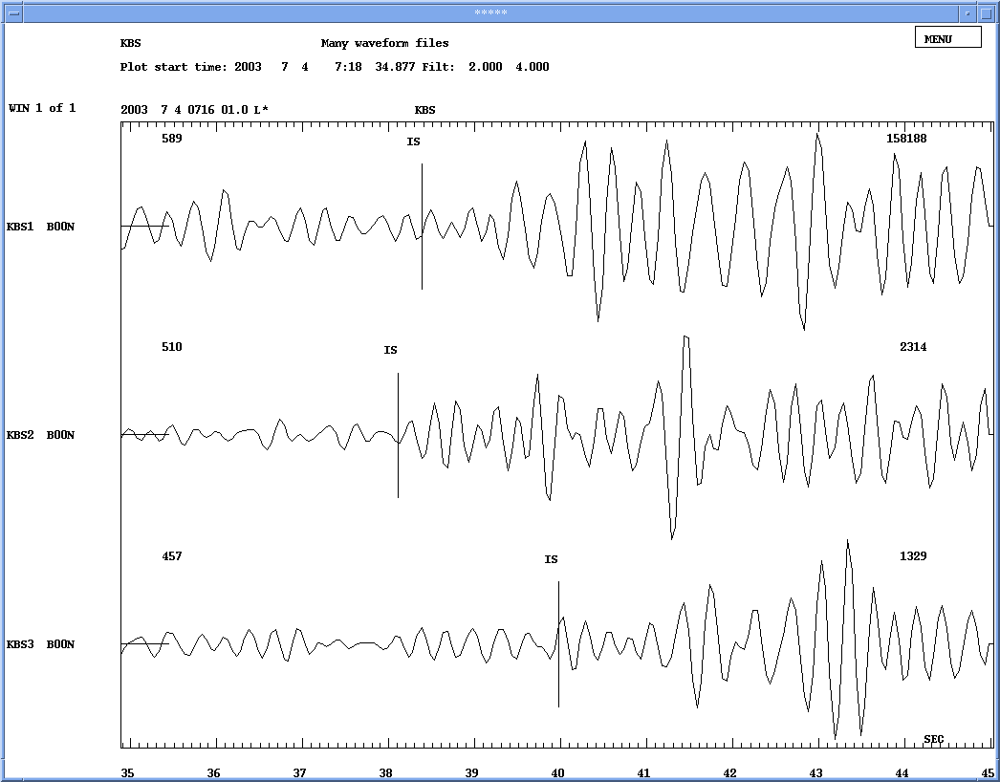 *****
MENU
KBS Many waveform files
Plot start time: 2003 7 4 7:18 34.877 Filt: 2.000 4.000
WIN 1 of 1 2003 7 4 0716 01.0 L* KBS
589 IS 158188
KBS1 B00N
510 IS 2314
KBS2 B00N
457 IS 1329
KBS3 B00N
SEC
35 36 37 38 39 40 41 42 43 44 45